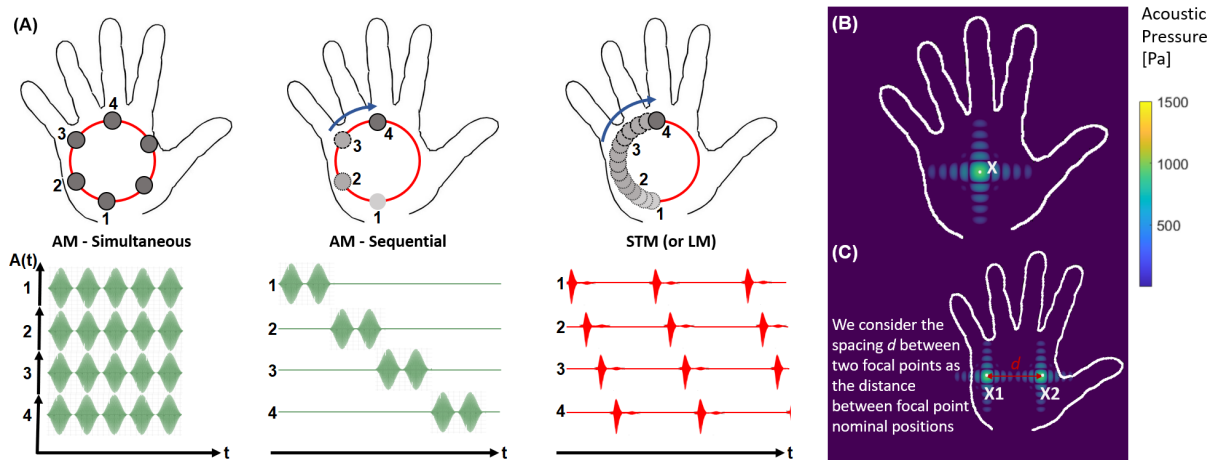 (A)
4
3
2
1
4
3
2
1
4
3
2
1
AM - Simultaneous
AM - Sequential
STM (or LM)
A(t)
1
2
3
4
t
1
2
3
4
t
1
2
3
4
t
(B)
X
Acoustic
Pressure
[Pa]
1500
1000
500
(C)
We consider the
spacing d between
two focal points as
the distance
between focal point
nominal positions
d
X1
X2